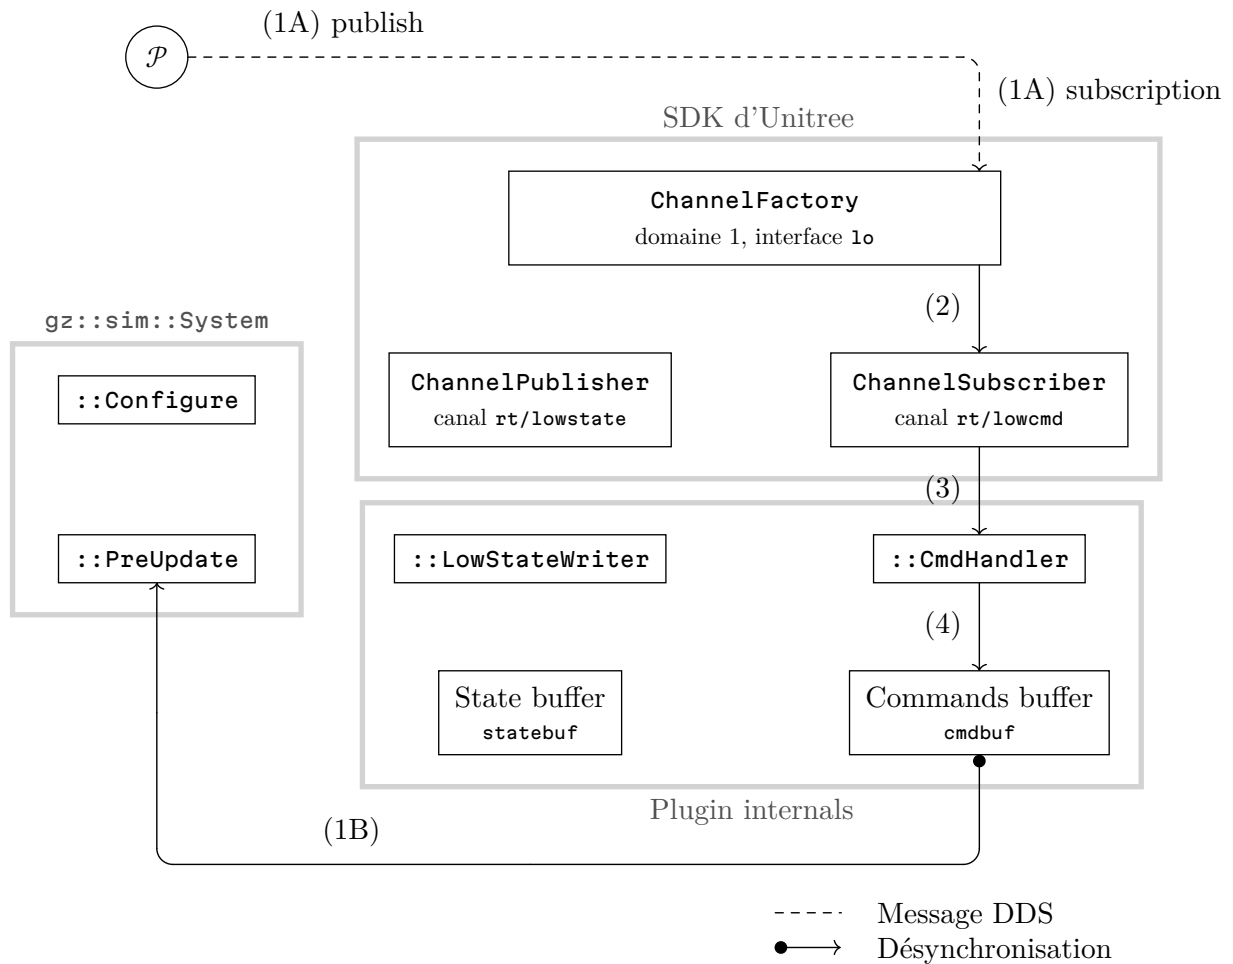 (1A) publish
𝒫
(1A) subscription
SDK d'Unitree
ChannelFactory
domaine 1, interface lo
(2)
gz::sim::System
::Configure
ChannelPublisher
canal rt/lowstate
ChannelSubscriber
canal rt/lowcmd
(3)
::PreUpdate
::LowStateWriter
::CmdHandler
(4)
State buffer
statebuf
Commands buffer
cmdbuf
Plugin internals
(1B)
Message DDS
Désynchronisation